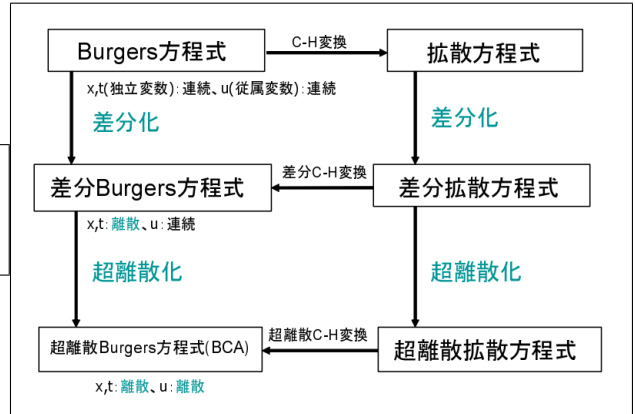 Burgers方程式
C-H変換
拡散方程式
x,t(独立変数):連続、u(従属変数):連続
差分化
差分化
差分Burgers方程式
差分C-H変換
差分拡散方程式
x,t:離散、u:連続
超離散化
超離散化
超離散Burgers方程式(BCA)
超離散C-H変換
超離散拡散方程式
x,t:離散、u:離散